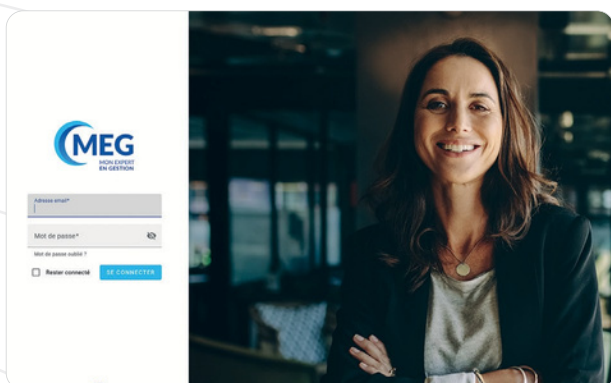 MEG
MON EXPERT
EN GESTION
Adresse email*
Mot de passe*
Mot de passe oublié ?
Rester connecté
SE CONNECTER